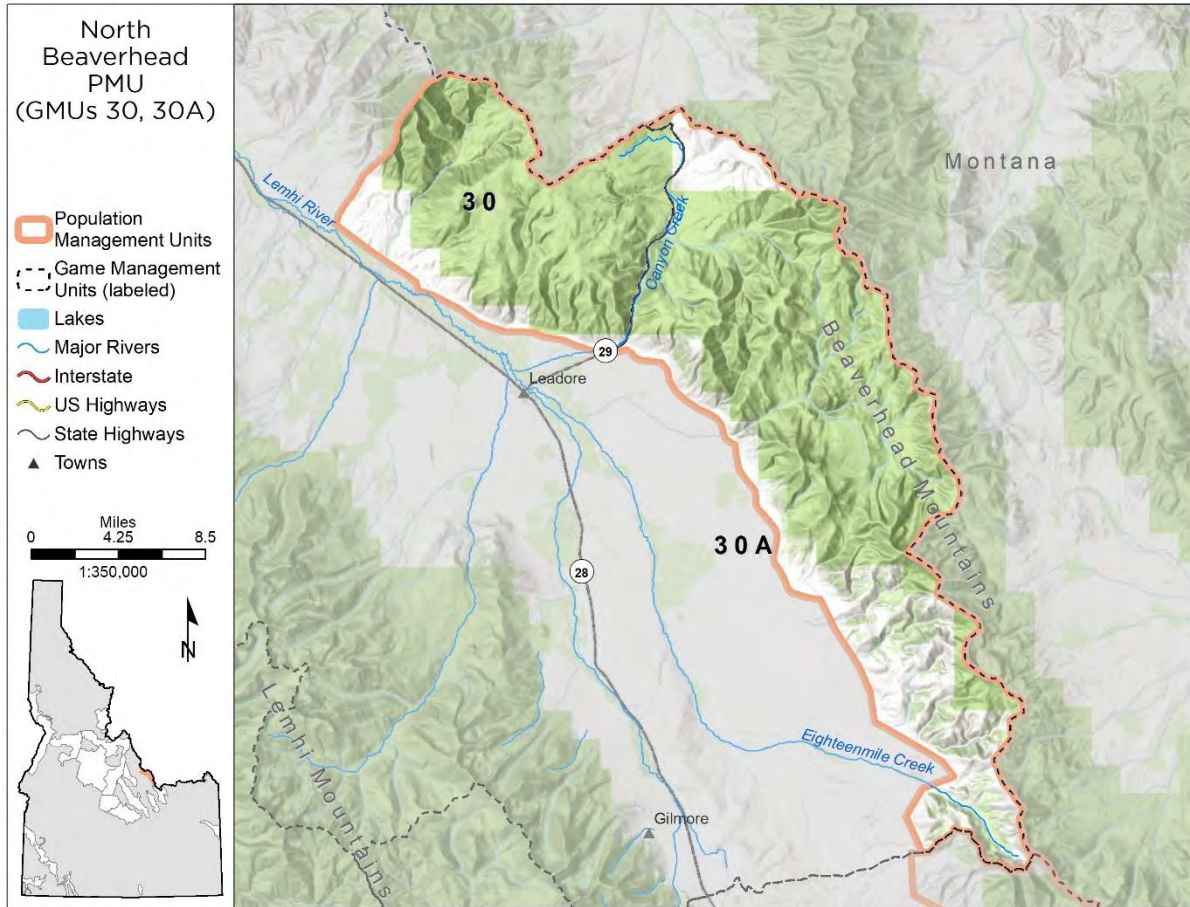 North
Beaverhead
PMU
(GMUs 30, 30A)
Population
Management Units
Game Management
Units (labeled)
Lakes
Major Rivers
Interstate
US Highways
State Highways
Towns
Miles
0 4.25 8.5
1:350,000
N
Montana
30
Lemhi River
Canyon Creek
29
Leadore
Beaverhead Mountains
30A
28
Eighteenmile Creek
Lemhi Mountains
Gilmore